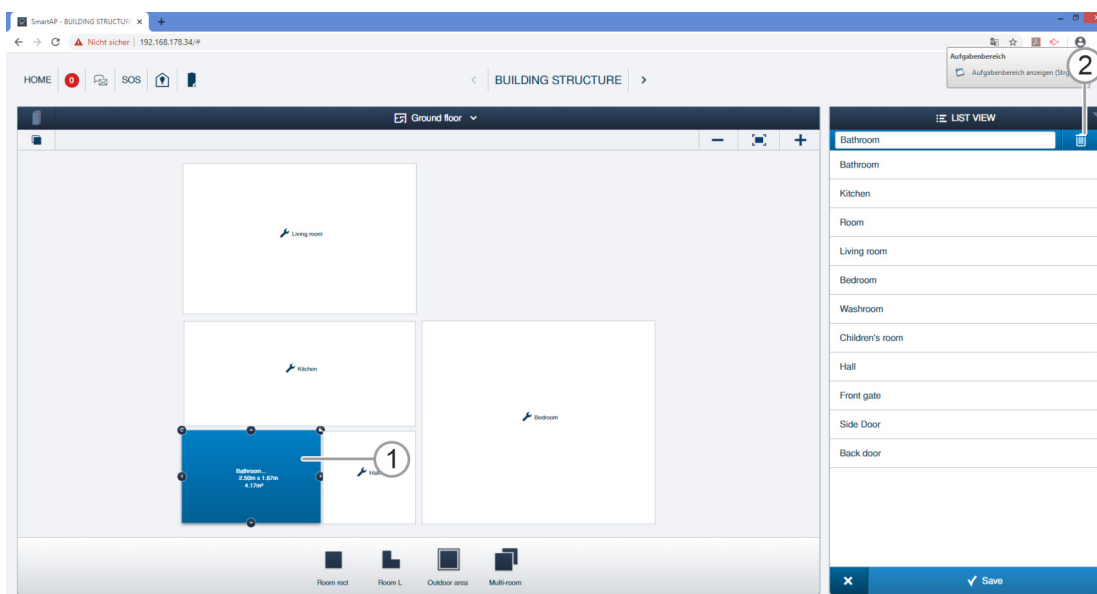 SmartAP - BUILDING STRUCTUR
Nicht sicher | 192.168.178.34/#
Aufgabenbereich
Aufgabenbereich anzeigen (Strg
2
HOME 0 SOS
BUILDING STRUCTURE
Ground floor
LIST VIEW
Bathroom
Bathroom
Kitchen
Room
Living room
Bedroom
Washroom
Children's room
Hall
Front gate
Side Door
Back door
Living room
Kitchen
Bedroom
Bathroom...
2.50m x 1.67m
4.17m²
1
Room rect
Room L
Outdoor area
Multi-room
Save